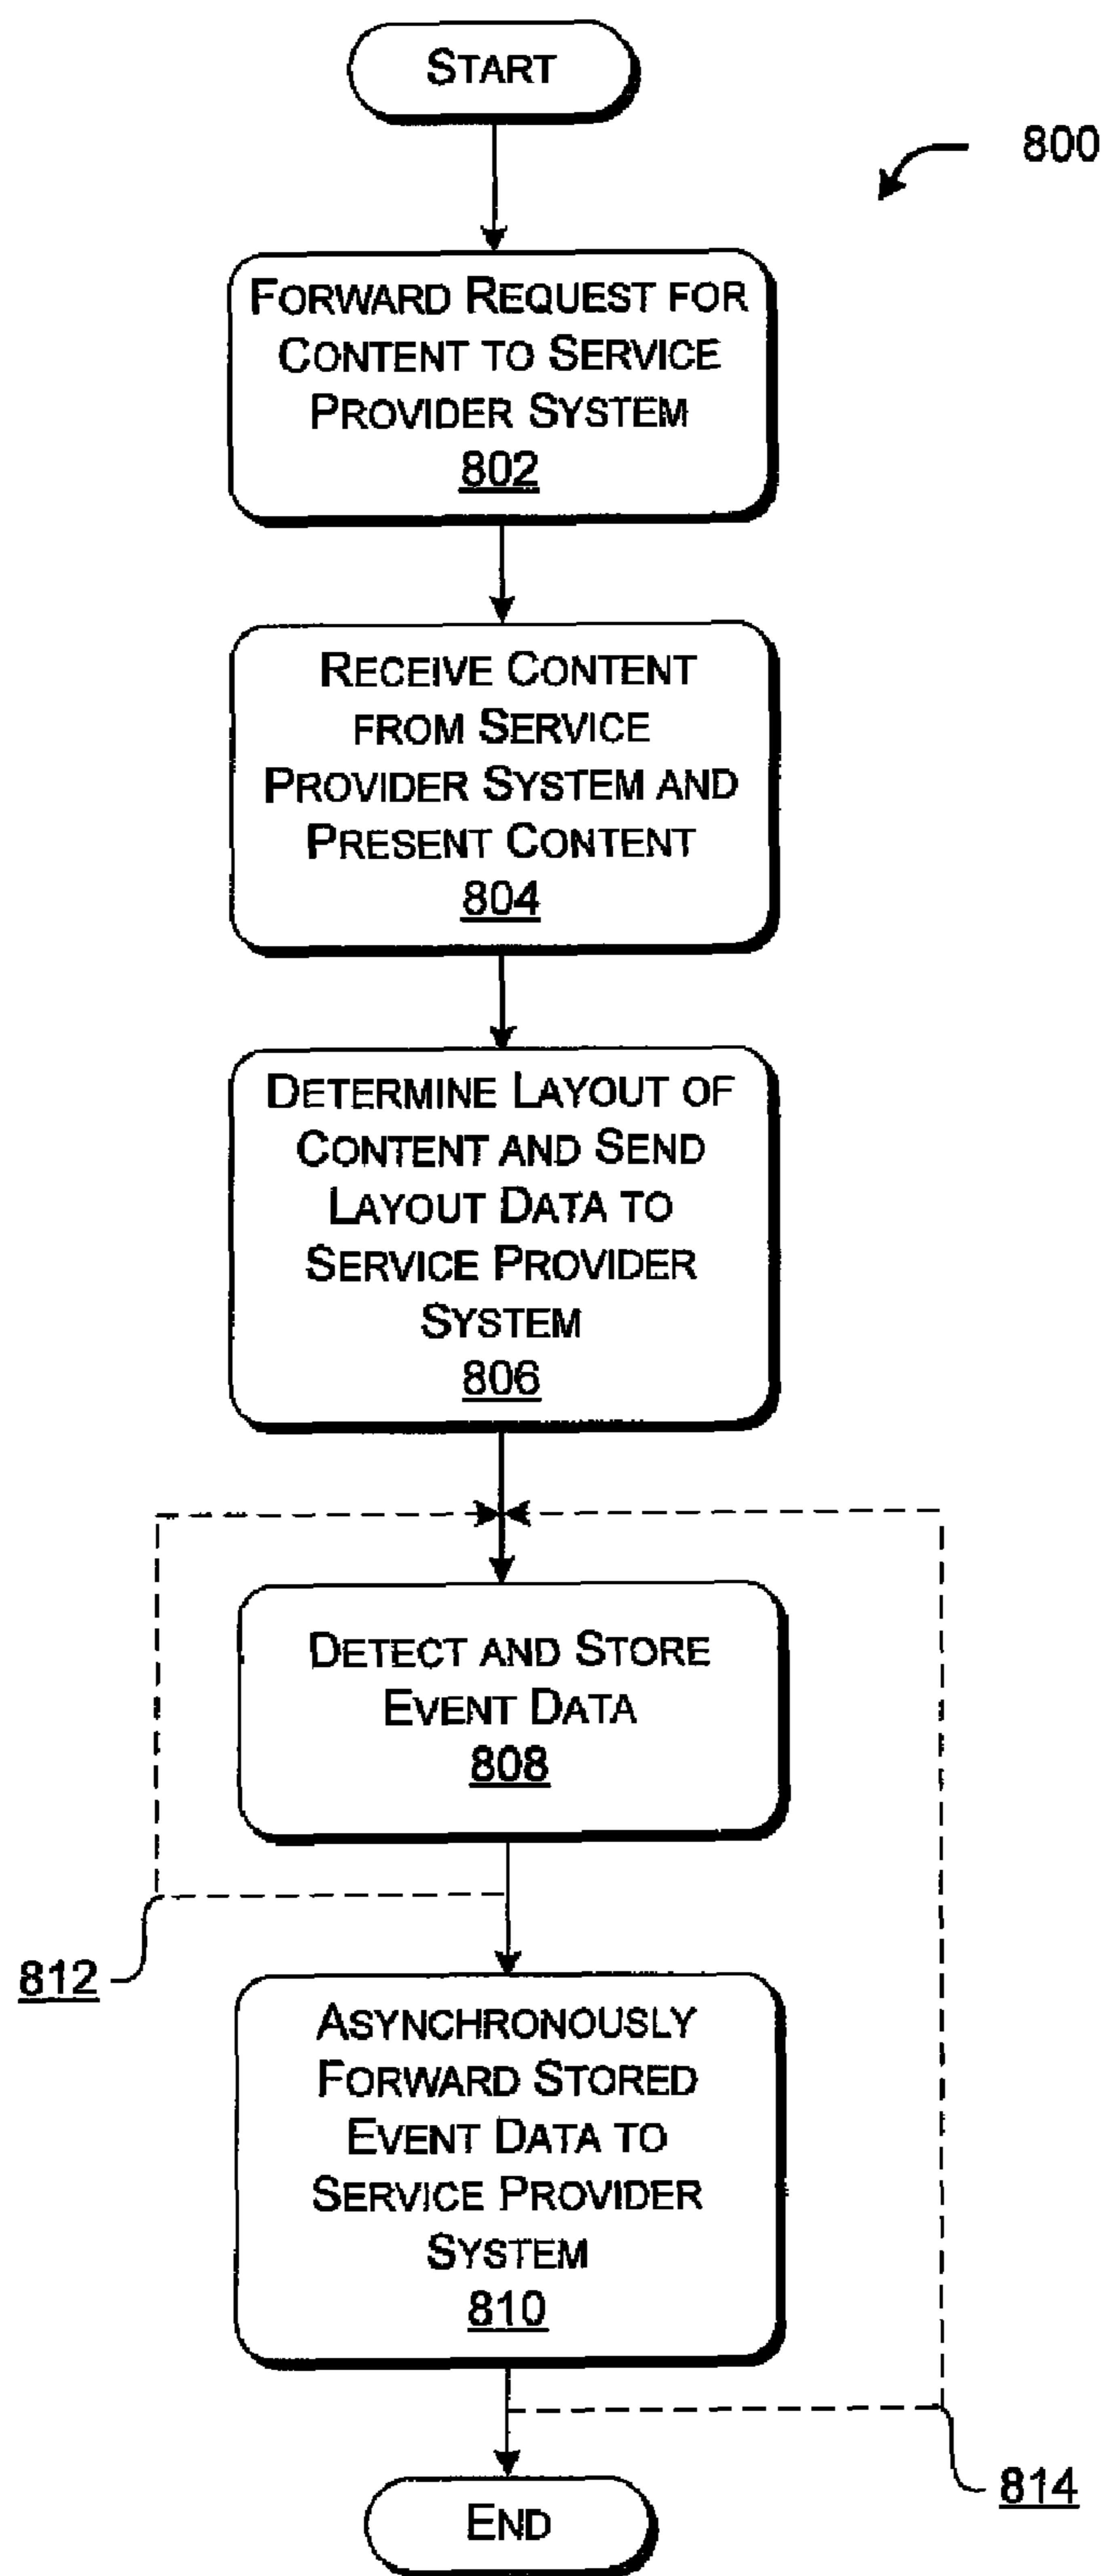 START
800
FORWARD REQUEST FOR
CONTENT TO SERVICE
PROVIDER SYSTEM
802
RECEIVE CONTENT
FROM SERVICE
PROVIDER SYSTEM AND
PRESENT CONTENT
804
DETERMINE LAYOUT OF
CONTENT AND SEND
LAYOUT DATA TO
SERVICE PROVIDER
SYSTEM
806
DETECT AND STORE
EVENT DATA
808
812
ASYNCHRONOUSLY
FORWARD STORED
EVENT DATA TO
SERVICE PROVIDER
SYSTEM
810
814
END